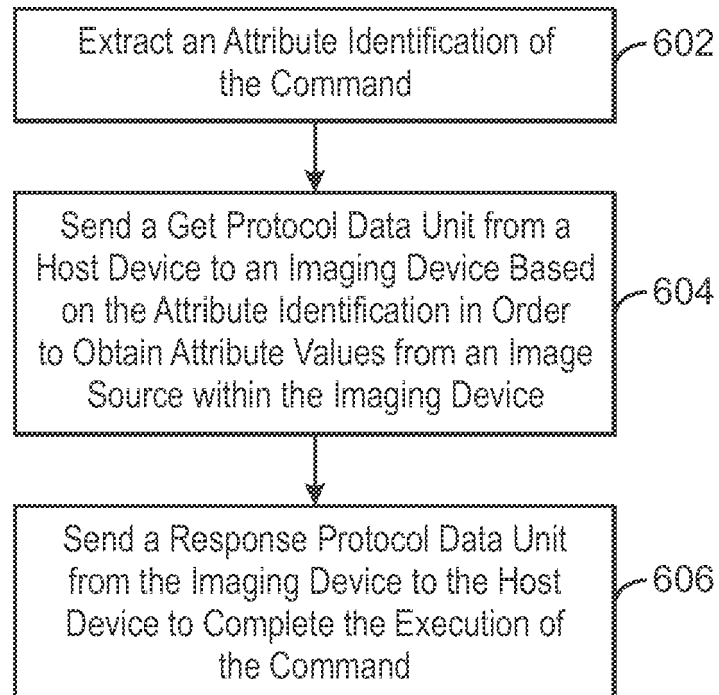 Extract an Attribute Identification of
the Command
602
Send a Get Protocol Data Unit from a
Host Device to an Imaging Device Based
on the Attribute Identification in Order
to Obtain Attribute Values from an Image
Source within the Imaging Device
604
Send a Response Protocol Data Unit
from the Imaging Device to the Host
Device to Complete the Execution of
the Command
606